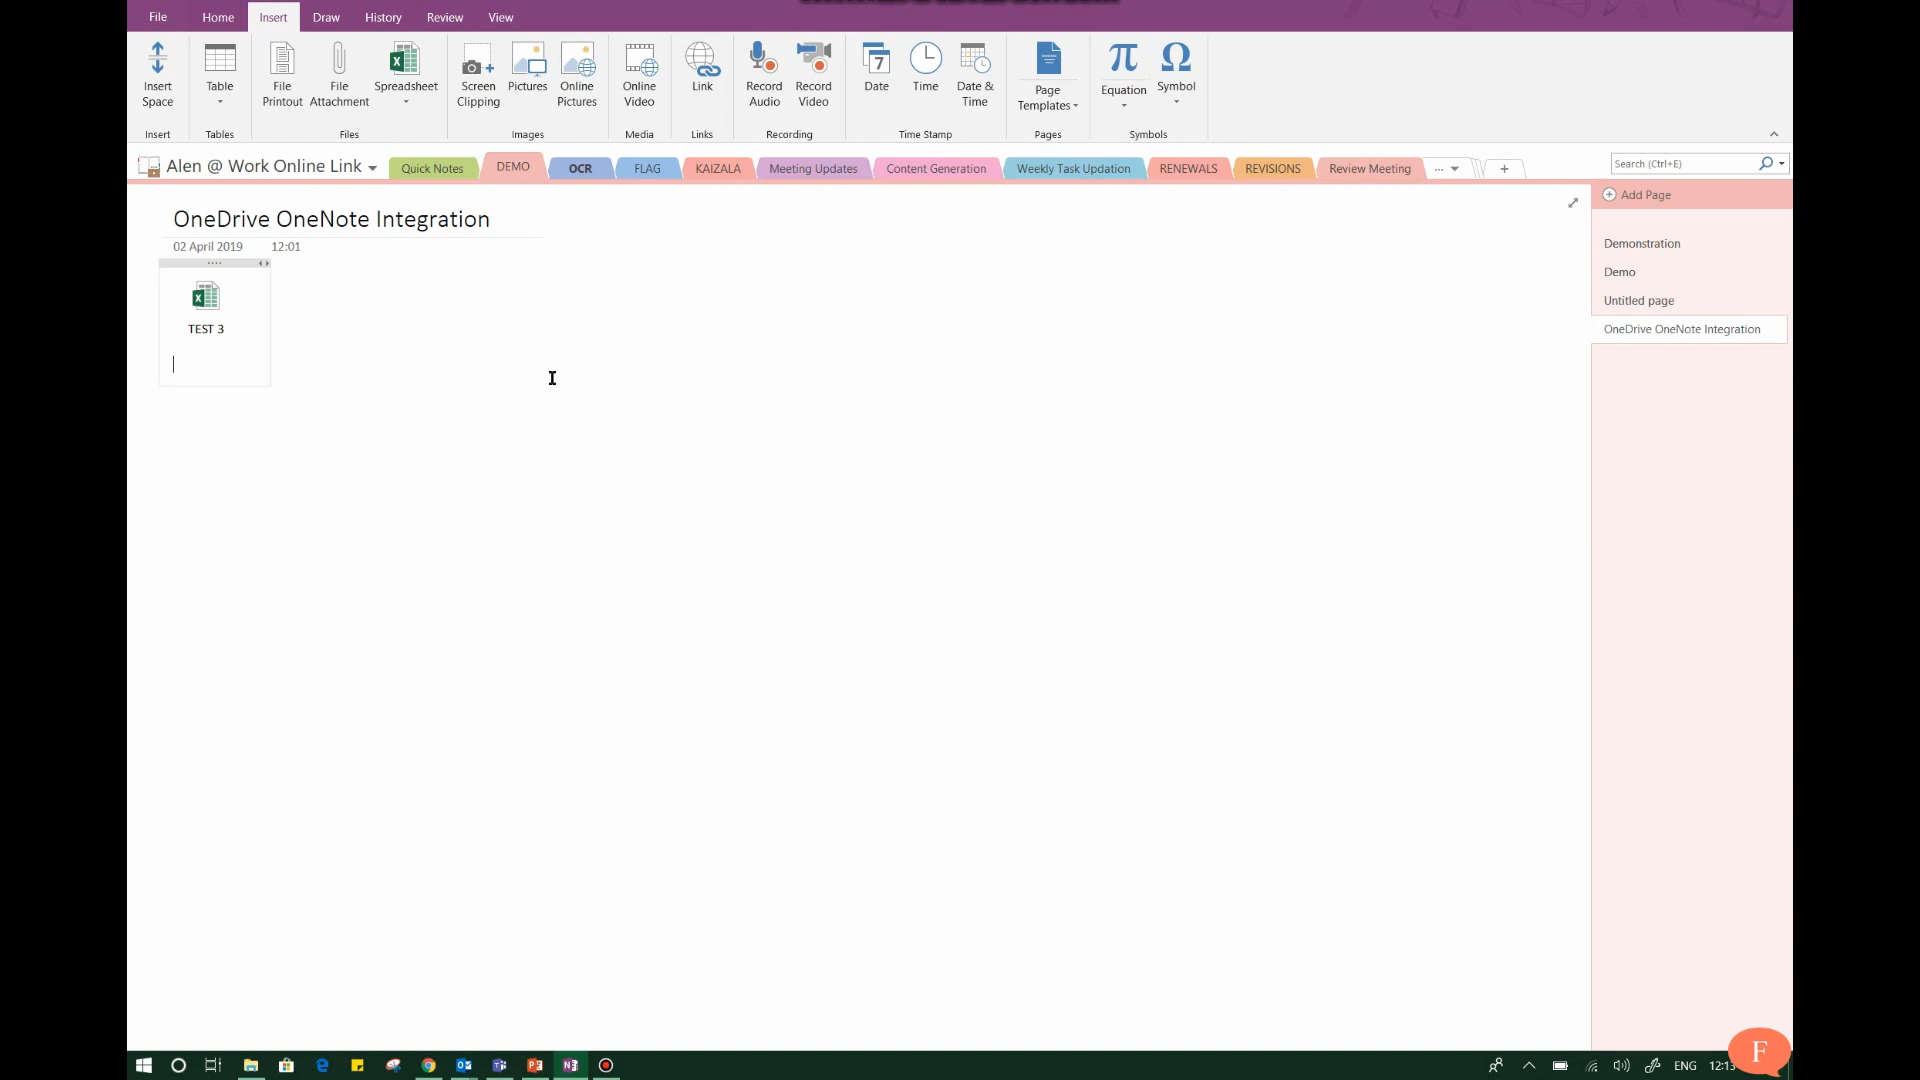 File Home Insert Draw History Review View
Insert Space Table File Printout File Attachment Spreadsheet Screen Clipping Pictures Online Pictures Online Video Link Record Audio Record Video Date Time Date & Time Page Templates Equation Symbol
Insert Tables Files Images Media Links Recording Time Stamp Pages Symbols
Alen @ Work Online Link Quick Notes DEMO OCR FLAG KAIZALA Meeting Updates Content Generation Weekly Task Updation RENEWALS REVISIONS Review Meeting ... + Search (Ctrl+E)
Add Page
OneDrive OneNote Integration
02 April 2019 12:01
TEST 3
Demonstration
Demo
Untitled page
OneDrive OneNote Integration
ENG
F